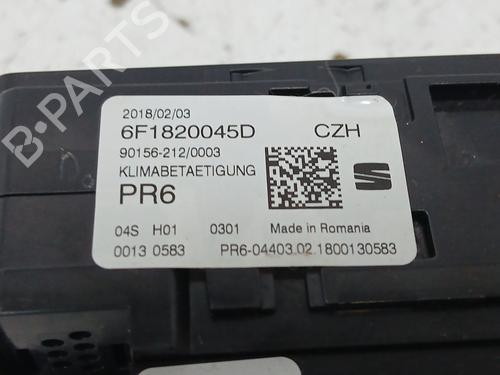 2018/02/03
6F1820045D CZH
90156-212/0003
KLIMABETAETIGUNG
PR6
04S H01 0301 Made in Romania
0013 0583 PR6-04403.02.1800130583
B-PARTS